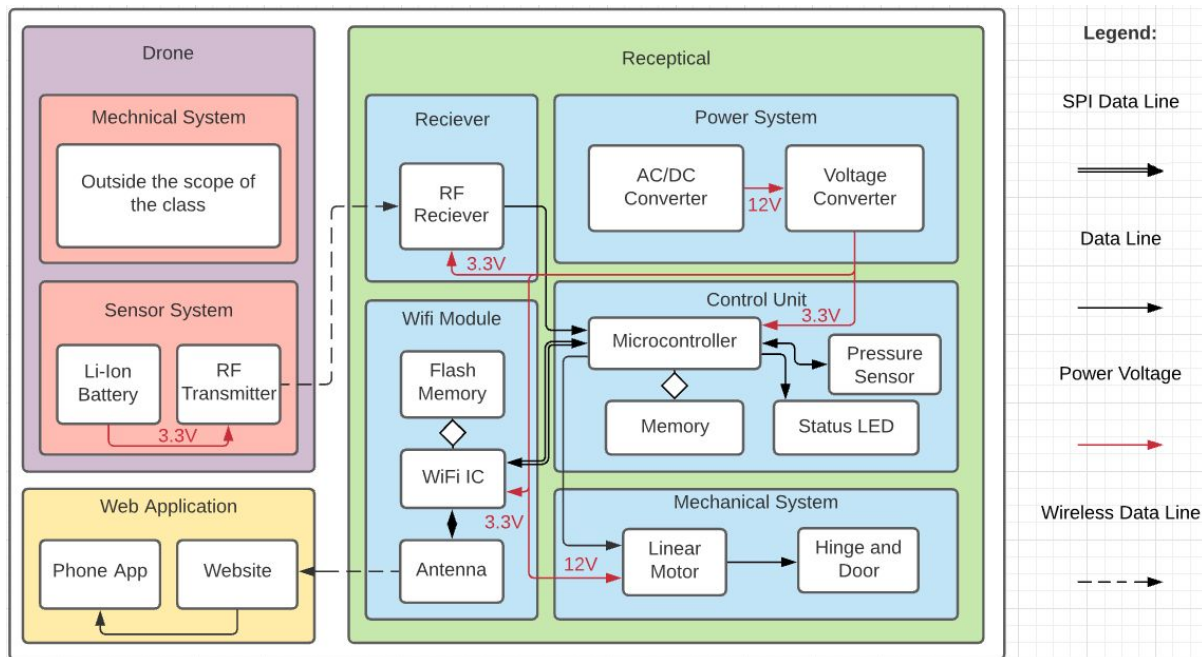 Drone
Mechnical System
Outside the scope of
the class
Sensor System
Li-Ion
Battery
RF
Transmitter
3.3V
Web Application
Phone App
Website
Receptical
Reciever
RF
Reciever
3.3V
Power System
AC/DC
Converter
12V
Voltage
Converter
Wifi Module
Flash
Memory
WiFi IC
3.3V
Antenna
Control Unit
3.3V
Microcontroller
Pressure
Sensor
Memory
Status LED
Mechanical System
12V
Linear
Motor
Hinge and
Door
Legend:
SPI Data Line
Data Line
Power Voltage
Wireless Data Line